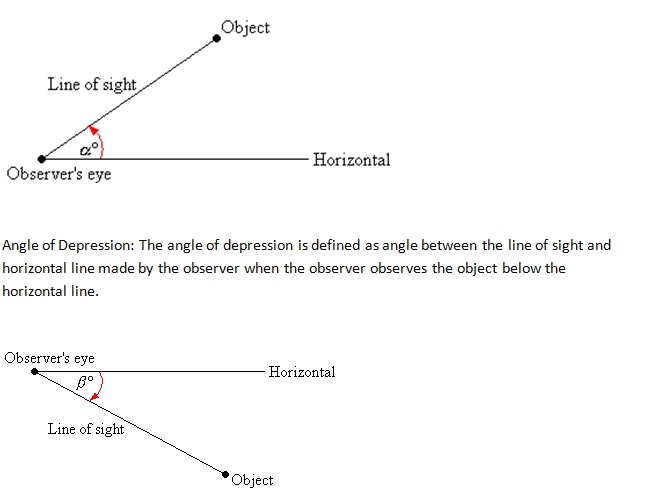 Object
Line of sight
α°
Horizontal
Observer's eye
Angle of Depression: The angle of depression is defined as angle between the line of sight and
horizontal line made by the observer when the observer observes the object below the
horizontal line.
Observer's eye
Horizontal
β°
Line of sight
Object